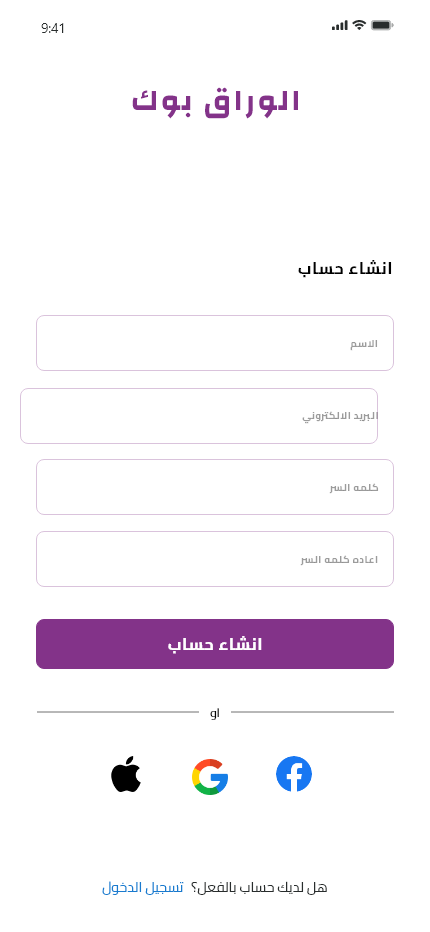 9:41
الوراق بوك
انشاء حساب
الاسم
البريد الالكتروني
كلمه السر
اعاده كلمه السر
انشاء حساب
او
هل لديك حساب بالفعل؟ تسجيل الدخول